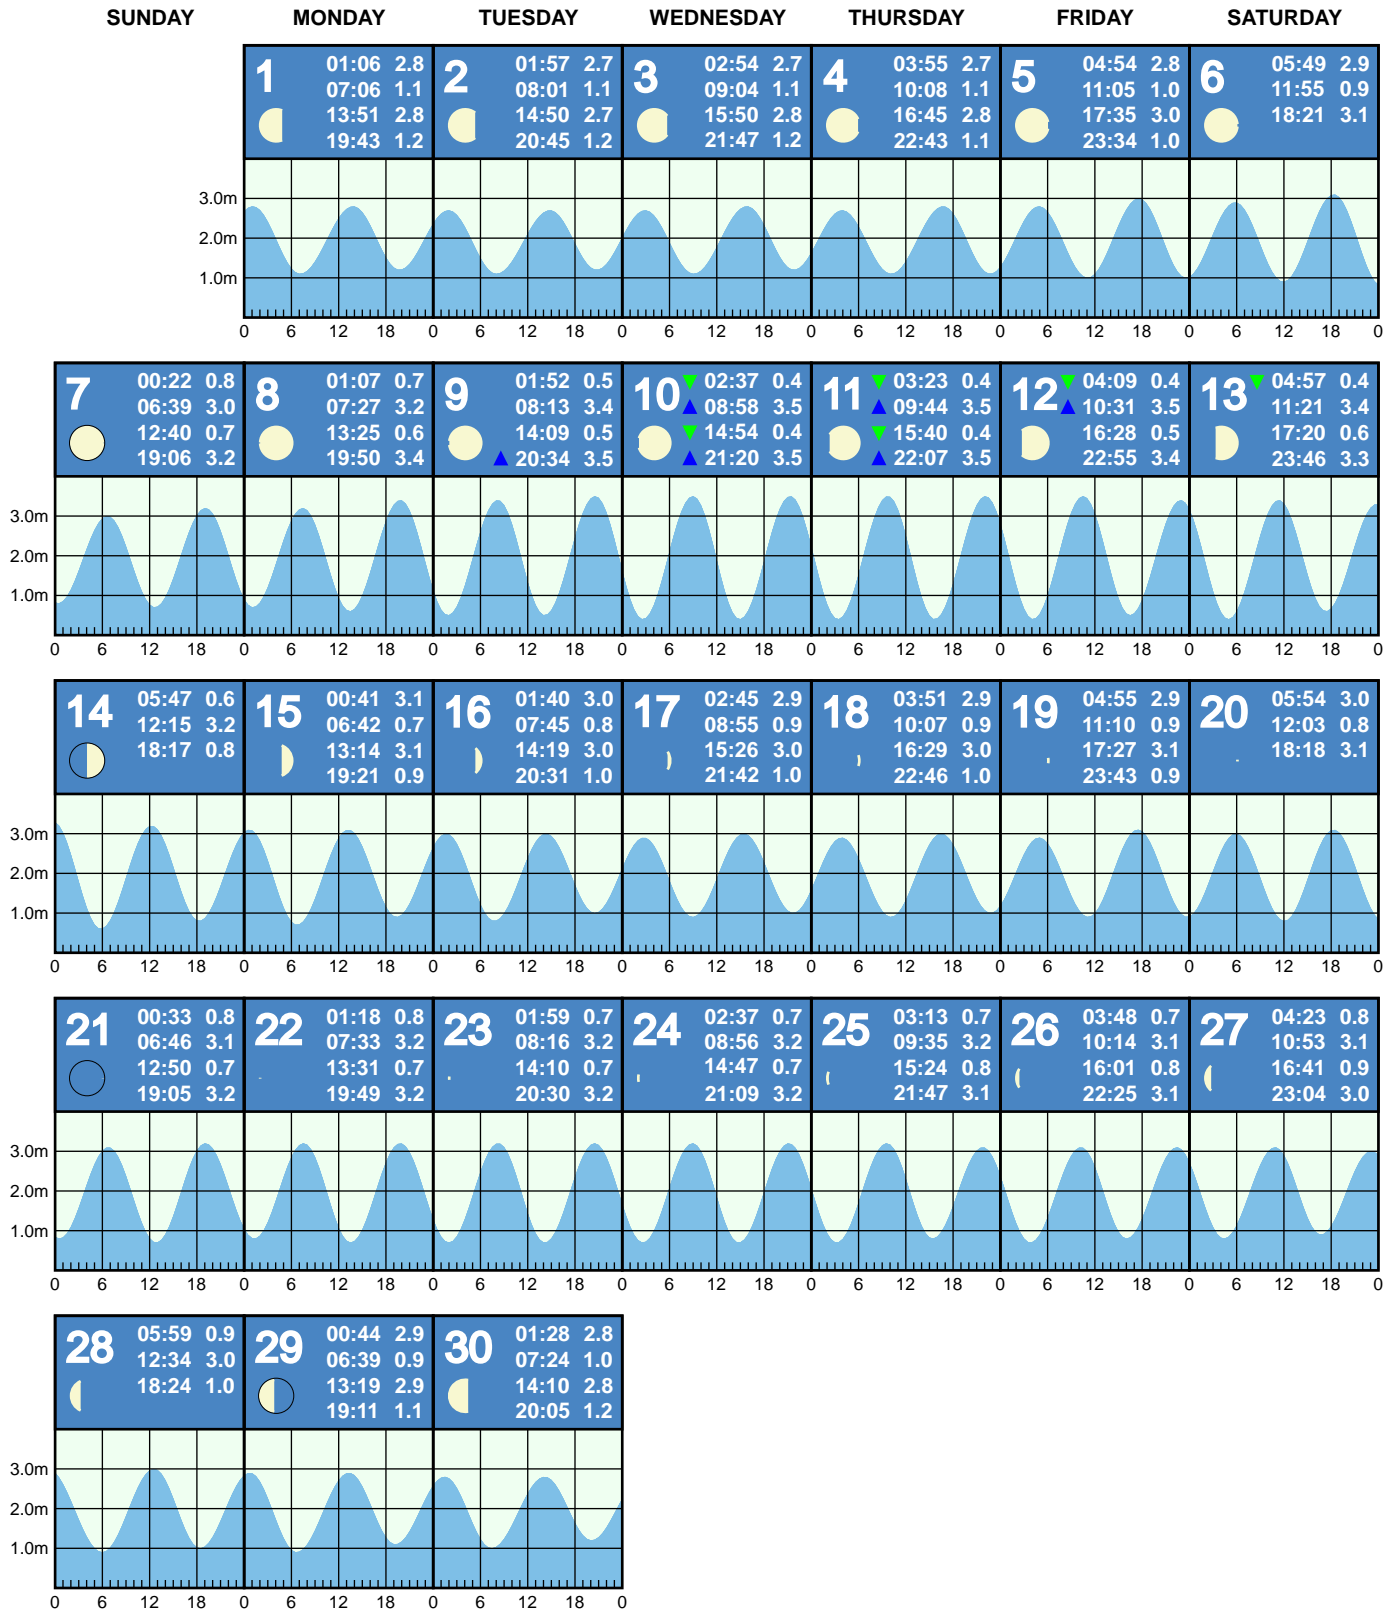 SUNDAY MONDAY TUESDAY WEDNESDAY THURSDAY FRIDAY SATURDAY
1 01:06 2.8
07:06 1.1
13:51 2.8
19:43 1.2
2 01:57 2.7
08:01 1.1
14:50 2.7
20:45 1.2
3 02:54 2.7
09:04 1.1
15:50 2.8
21:47 1.2
4 03:55 2.7
10:08 1.1
16:45 2.8
22:43 1.1
5 04:54 2.8
11:05 1.0
17:35 3.0
23:34 1.0
6 05:49 2.9
11:55 0.9
18:21 3.1
3.0m
2.0m
1.0m
0 6 12 18 0 6 12 18 0 6 12 18 0 6 12 18 0 6 12 18 0 6 12 18 0
7 00:22 0.8
06:39 3.0
12:40 0.7
19:06 3.2
8 01:07 0.7
07:27 3.2
13:25 0.6
19:50 3.4
9 01:52 0.5
08:13 3.4
14:09 0.5
20:34 3.5
10 02:37 0.4
08:58 3.5
14:54 0.4
21:20 3.5
11 03:23 0.4
09:44 3.5
15:40 0.4
22:07 3.5
12 04:09 0.4
10:31 3.5
16:28 0.5
22:55 3.4
13 04:57 0.4
11:21 3.4
17:20 0.6
23:46 3.3
3.0m
2.0m
1.0m
0 6 12 18 0 6 12 18 0 6 12 18 0 6 12 18 0 6 12 18 0 6 12 18 0 6 12 18 0
14 05:47 0.6
12:15 3.2
18:17 0.8
15 00:41 3.1
06:42 0.7
13:14 3.1
19:21 0.9
16 01:40 3.0
07:45 0.8
14:19 3.0
20:31 1.0
17 02:45 2.9
08:55 0.9
15:26 3.0
21:42 1.0
18 03:51 2.9
10:07 0.9
16:29 3.0
22:46 1.0
19 04:55 2.9
11:10 0.9
17:27 3.1
23:43 0.9
20 05:54 3.0
12:03 0.8
18:18 3.1
3.0m
2.0m
1.0m
0 6 12 18 0 6 12 18 0 6 12 18 0 6 12 18 0 6 12 18 0 6 12 18 0 6 12 18 0
21 00:33 0.8
06:46 3.1
12:50 0.7
19:05 3.2
22 01:18 0.8
07:33 3.2
13:31 0.7
19:49 3.2
23 01:59 0.7
08:16 3.2
14:10 0.7
20:30 3.2
24 02:37 0.7
08:56 3.2
14:47 0.7
21:09 3.2
25 03:13 0.7
09:35 3.2
15:24 0.8
21:47 3.1
26 03:48 0.7
10:14 3.1
16:01 0.8
22:25 3.1
27 04:23 0.8
10:53 3.1
16:41 0.9
23:04 3.0
3.0m
2.0m
1.0m
0 6 12 18 0 6 12 18 0 6 12 18 0 6 12 18 0 6 12 18 0 6 12 18 0 6 12 18 0
28 05:59 0.9
12:34 3.0
18:24 1.0
29 00:44 2.9
06:39 0.9
13:19 2.9
19:11 1.1
30 01:28 2.8
07:24 1.0
14:10 2.8
20:05 1.2
3.0m
2.0m
1.0m
0 6 12 18 0 6 12 18 0 6 12 18 0